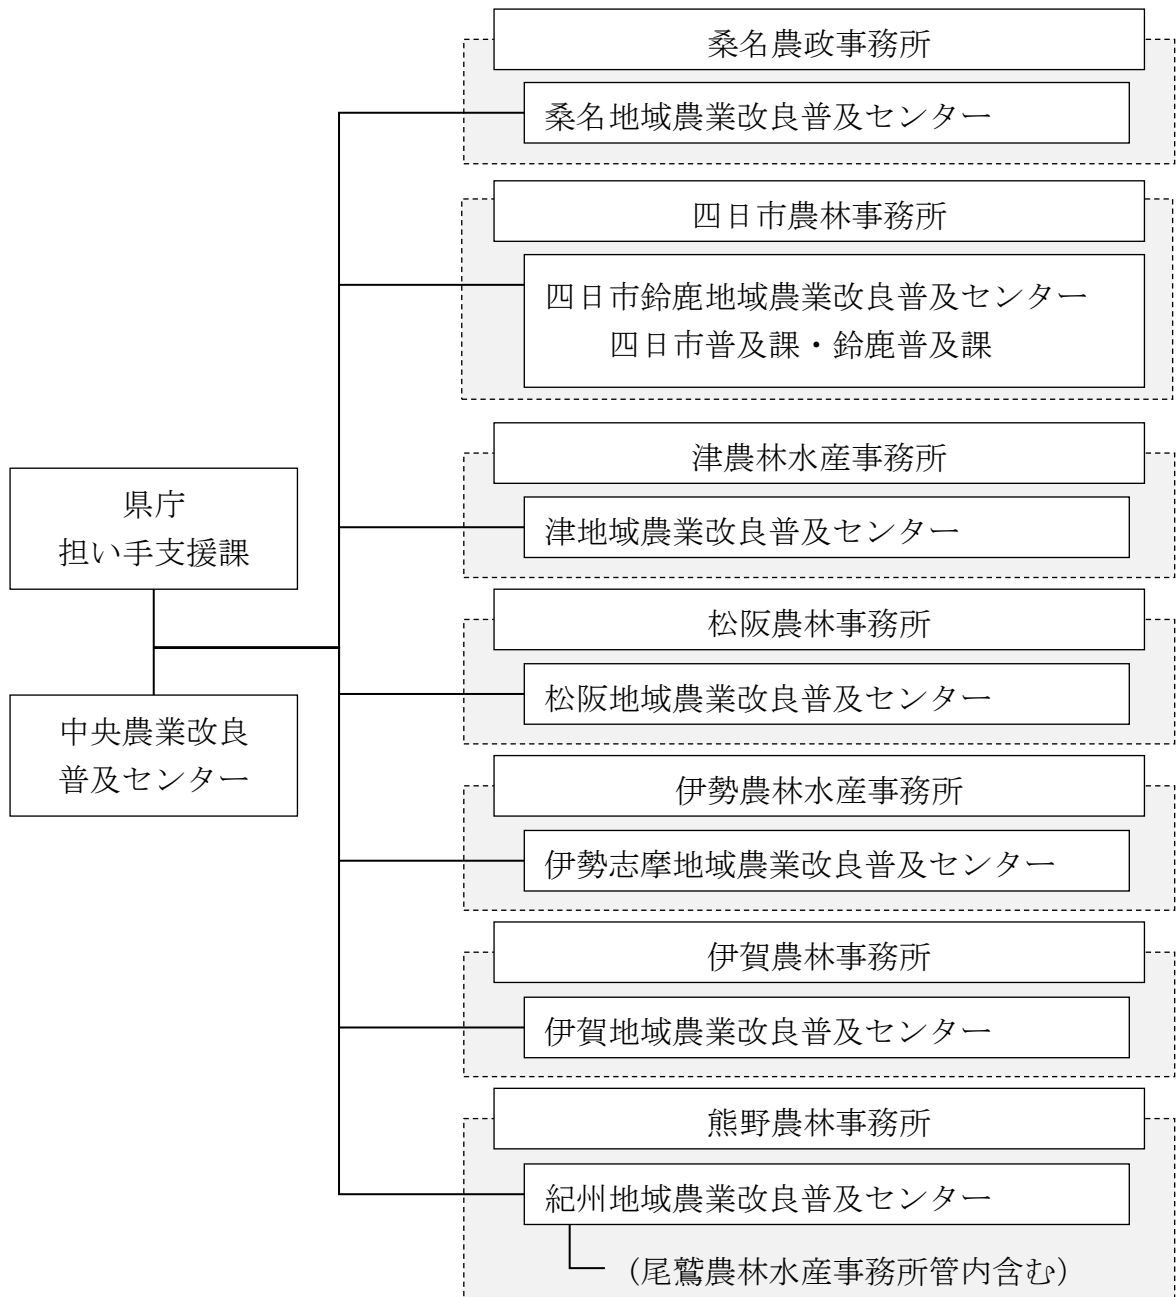 桑名農政事務所
桑名地域農業改良普及センター
四日市農林事務所
四日市鈴鹿地域農業改良普及センター
四日市普及課・鈴鹿普及課
津農林水産事務所
津地域農業改良普及センター
県庁
担い手支援課
松阪農林事務所
松阪地域農業改良普及センター
中央農業改良
普及センター
伊勢農林水産事務所
伊勢志摩地域農業改良普及センター
伊賀農林事務所
伊賀地域農業改良普及センター
熊野農林事務所
紀州地域農業改良普及センター
（尾鷲農林水産事務所管内含む）